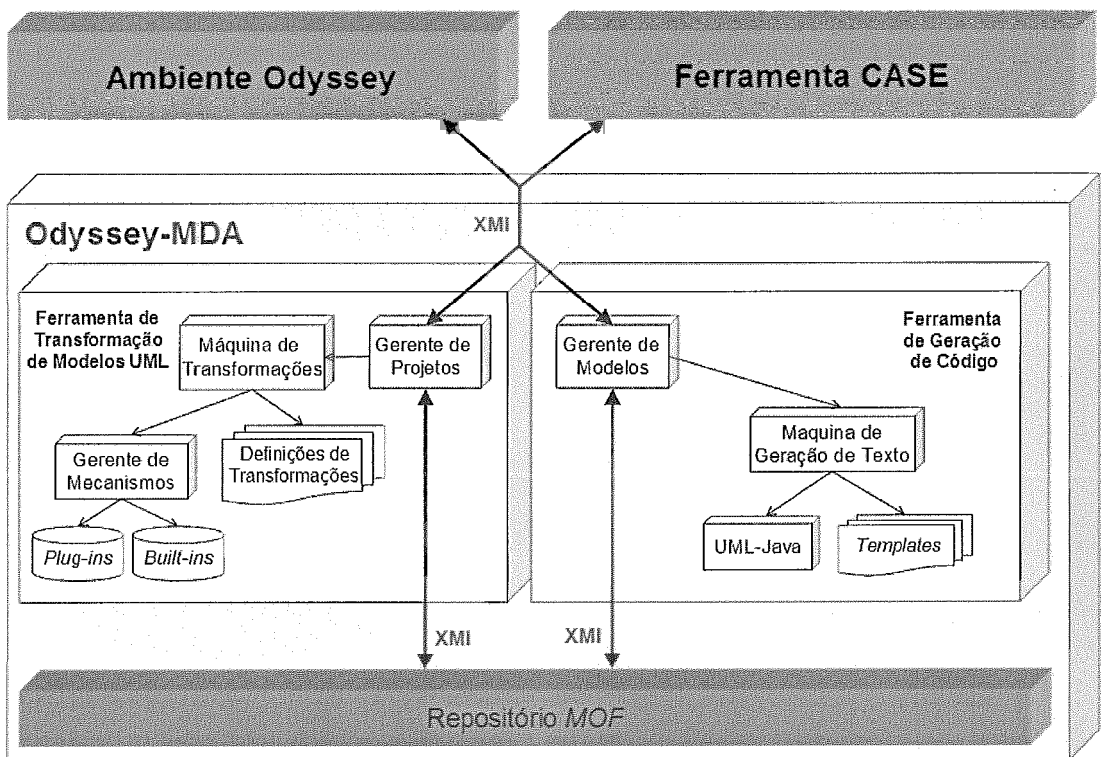 Ambiente Odyssey
Ferramenta CASE
XMI
Odyssey-MDA
Ferramenta de
Transformação
de Modelos UML
Máquina de
Transformações
Gerente de
Projetos
Gerente de
Modelos
Ferramenta
de Geração
de Código
Gerente de
Mecanismos
Definições de
Transformações
Maquina de
Geração de Texto
Plug-ins
Built-ins
UML-Java
Templates
XMI
XMI
Repositório MOF